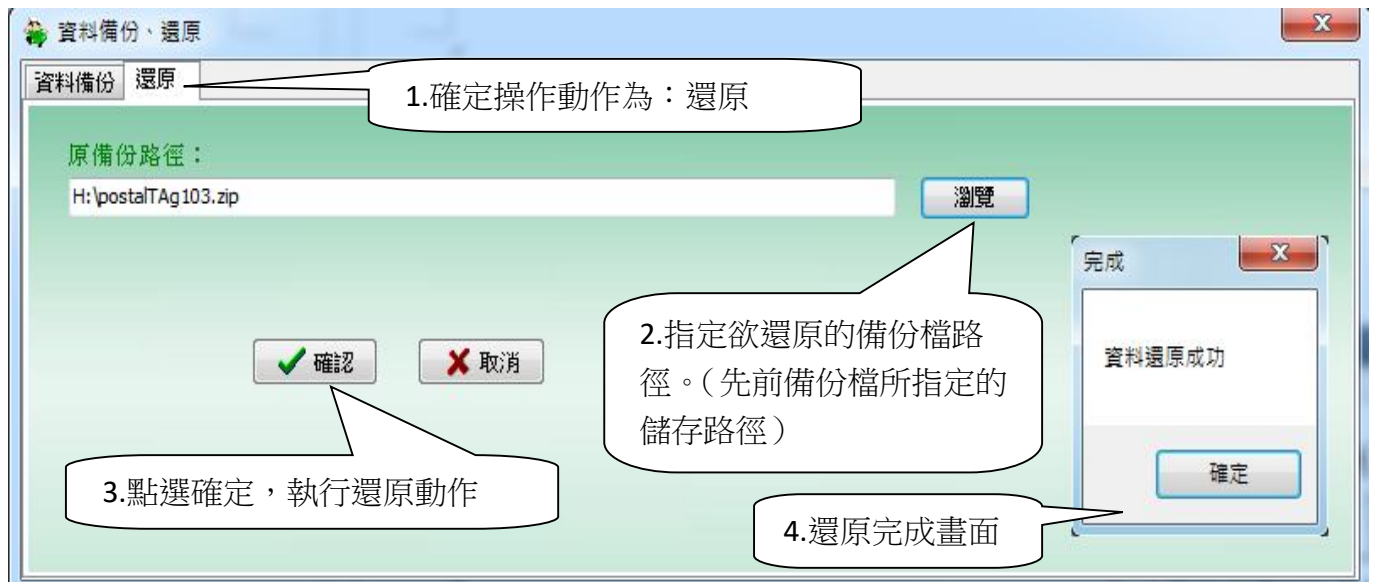 資料備份、還原
資料備份 還原
1.確定操作動作為：還原
原備份路徑：
H:\postalTAg103.zip
瀏覽
完成
資料還原成功
確定
2.指定欲還原的備份檔路
徑。（先前備份檔所指定的
儲存路徑）
確認 取消
3.點選確定，執行還原動作
4.還原完成畫面